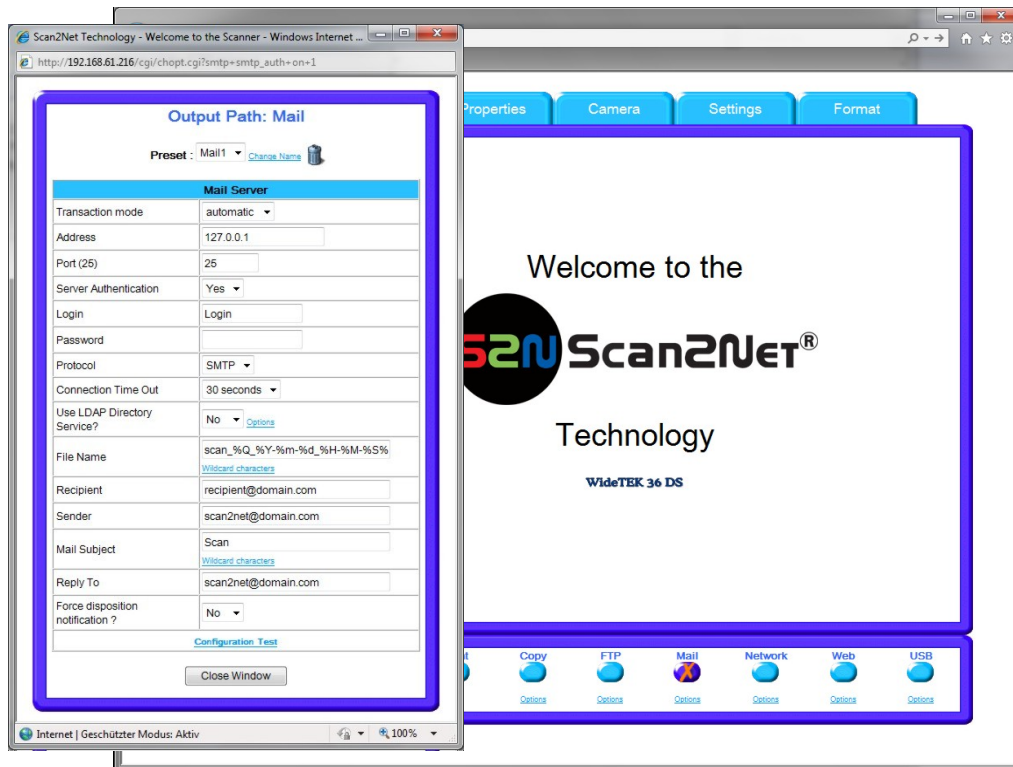 Scan2Net Technology - Welcome to the Scanner - Windows Internet ...
http://192.168.61.216/cgi/chopt.cgi?smtp+smtp_auth+on+1
Output Path: Mail
Preset : Mail1 Change Name
Mail Server
Transaction mode automatic
Address 127.0.0.1
Port (25) 25
Server Authentication Yes
Login Login
Password
Protocol SMTP
Connection Time Out 30 seconds
Use LDAP Directory
Service? No Options
File Name scan_%Q_%Y-%m-%d_%H-%M-%S%
Wildcard characters
Recipient recipient@domain.com
Sender scan2net@domain.com
Mail Subject Scan
Wildcard characters
Reply To scan2net@domain.com
Force disposition
notification ? No
Configuration Test
Close Window
Internet | Geschützter Modus: Aktiv 100%
Properties Camera Settings Format
Welcome to the
S2N Scan2Net®
Technology
WideTEK 36 DS
Copy FTP Mail Network Web USB
X
Options Options Options Options Options Options